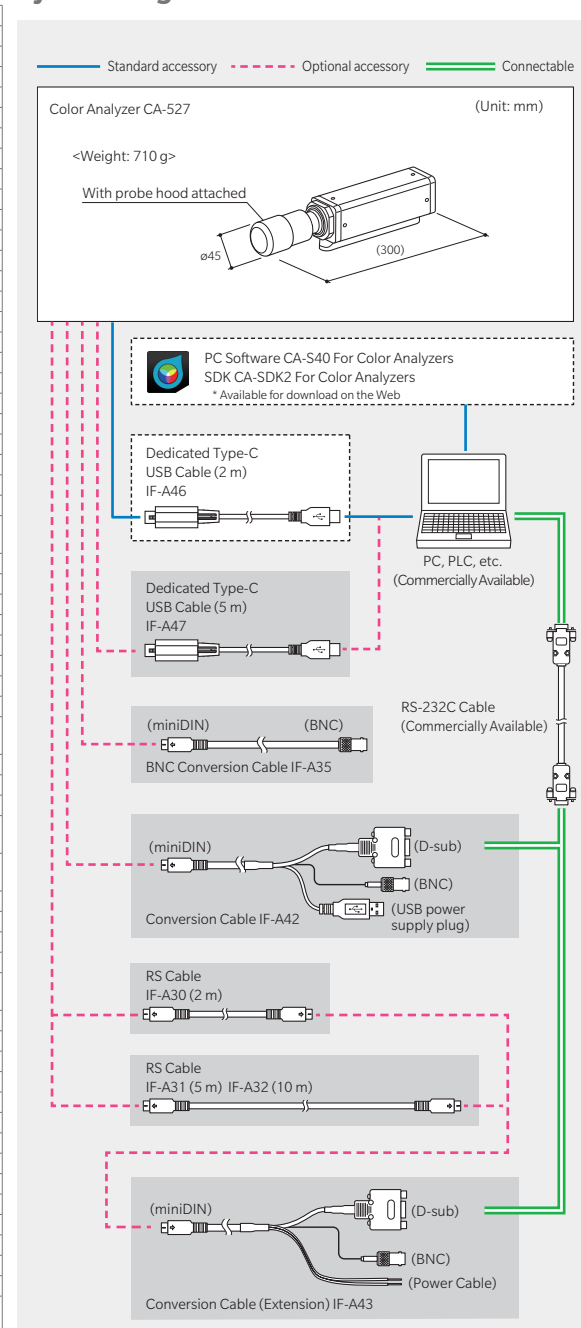 Standard accessory
Optional accessory
Connectable
Color Analyzer CA-527
(Unit: mm)
<Weight: 710 g>
With probe hood attached
ø45
(300)
PC Software CA-S40 For Color Analyzers
SDK CA-SDK2 For Color Analyzers
* Available for download on the Web
Dedicated Type-C
USB Cable (2 m)
IF-A46
PC, PLC, etc.
(Commercially Available)
Dedicated Type-C
USB Cable (5 m)
IF-A47
RS-232C Cable
(Commercially Available)
(miniDIN)
(BNC)
BNC Conversion Cable IF-A35
(miniDIN)
(D-sub)
(BNC)
(USB power
supply plug)
Conversion Cable IF-A42
RS Cable
IF-A30 (2 m)
RS Cable
IF-A31 (5 m) IF-A32 (10 m)
(miniDIN)
(D-sub)
(BNC)
(Power Cable)
Conversion Cable (Extension) IF-A43